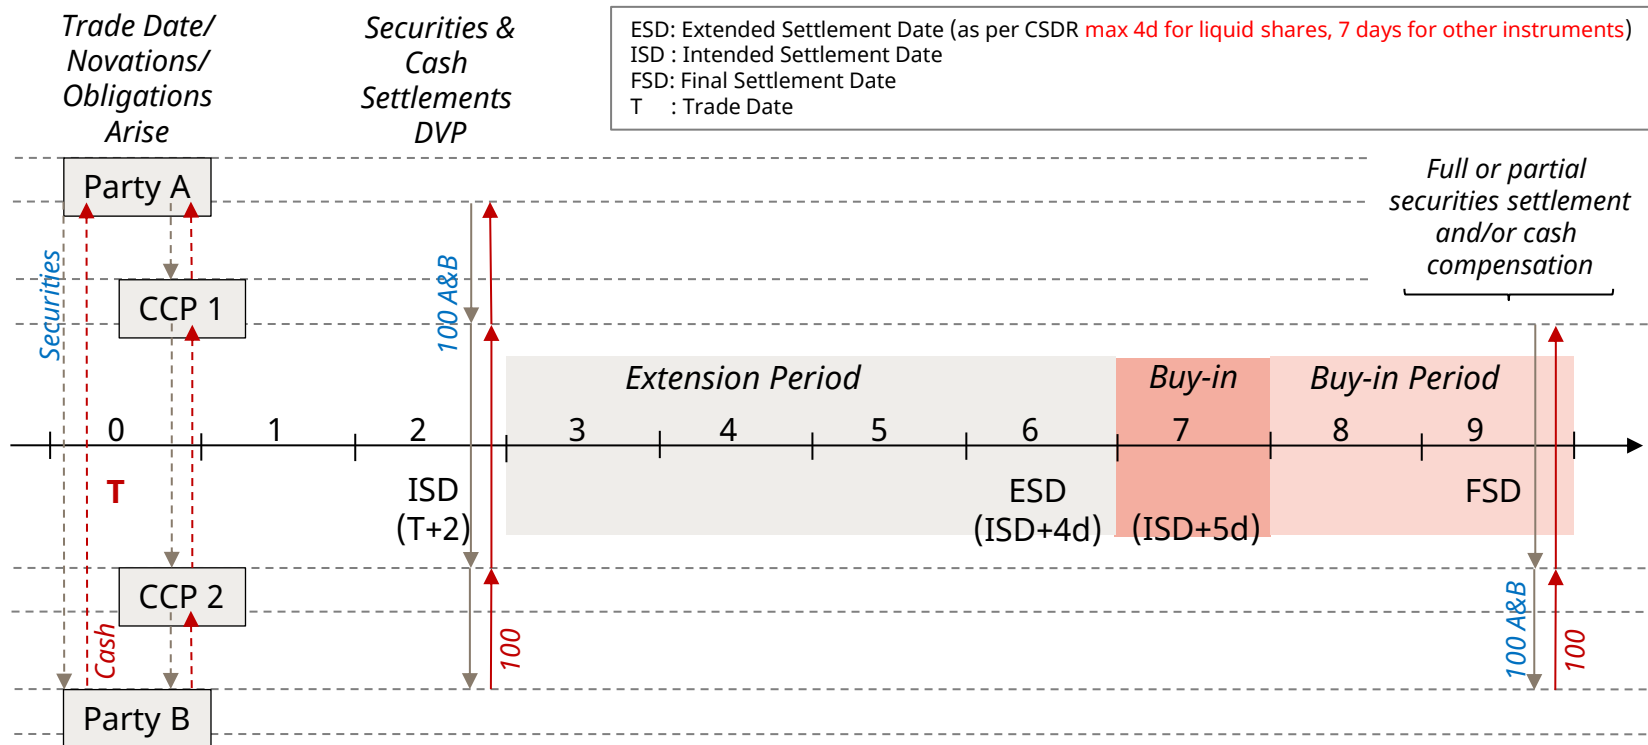 Trade Date/
Novations/
Obligations
Arise
Securities &
Cash
Settlements
DVP
ESD: Extended Settlement Date (as per CSDR max 4d for liquid shares, 7 days for other instruments)
ISD : Intended Settlement Date
FSD: Final Settlement Date
T : Trade Date
Party A
Full or partial
securities settlement
and/or cash
compensation
Securities
100 A&B
CCP 1
Extension Period
Buy-in
Buy-in Period
0 1 2 3 4 5 6 7 8 9
T
ISD
(T+2)
ESD
(ISD+4d)
(ISD+5d)
FSD
CCP 2
Cash
100
100 A&B
100
Party B